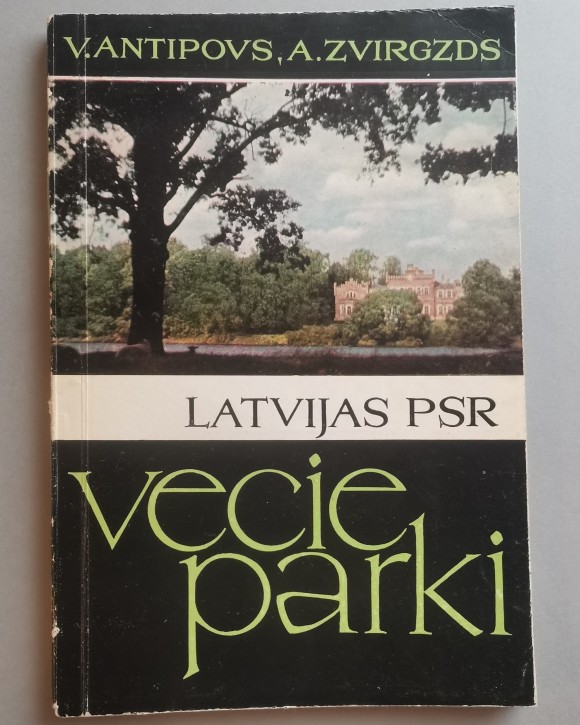 V.ANTIPOVS, A.ZVIRGZDS
LATVIJAS PSR
vecie
parki